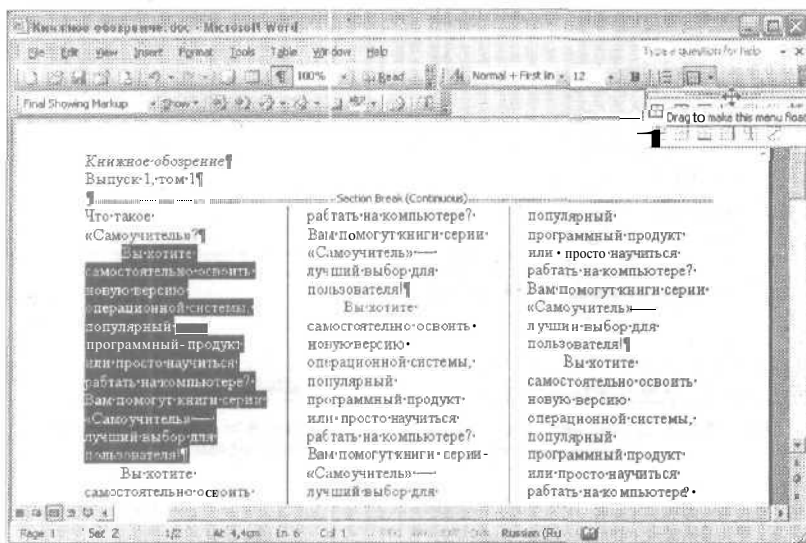 Книжное обозрение.doc - Microsoft Word
File Edit View Insert Format Tools Table Window Help Type a question for help
100% Read Normal + First lin 12 B
Final Showing Markup Show
Drag to make this menu float
Книжное·обозрение¶
Выпуск·1,·том·1¶
¶ Section Break (Continuous)
Что·такое·
«Самоучитель»?¶
Вы·хотите·
самостоятельно·освоить·
новую·версию·
операционной·системы,·
популярный·
программный·продукт·
или·просто·научиться·
рабтать·на·компьютере?·
Вам·помогут·книги·серии·
«Самоучитель»·—·
лучший·выбор·для·
пользователя!¶
Вы·хотите·
самостоятельно·освоить·
рабтать·на·компьютере?·
Вам·помогут·книги·серии·
«Самоучитель»·—·
лучший·выбор·для·
пользователя!¶
Вы·хотите·
самостоятельно·освоить·
новую·версию·
операционной·системы,·
популярный·
программный·продукт·
или·просто·научиться·
рабтать·на·компьютере?·
Вам·помогут·книги·серии·
«Самоучитель»·—·
лучший·выбор·для·
популярный·
программный·продукт·
или·просто·научиться·
рабтать·на·компьютере?·
Вам·помогут·книги·серии·
«Самоучитель»·—
лучший·выбор·для·
пользователя!¶
Вы·хотите·
самостоятельно·освоить·
новую·версию·
операционной·системы,·
популярный·
программный·продукт·
или·просто·научиться·
рабтать·на·компьютере?·
Page 1 Sec 2 1/2 At 4,4cm Ln 6 Col 1 Russian (Ru